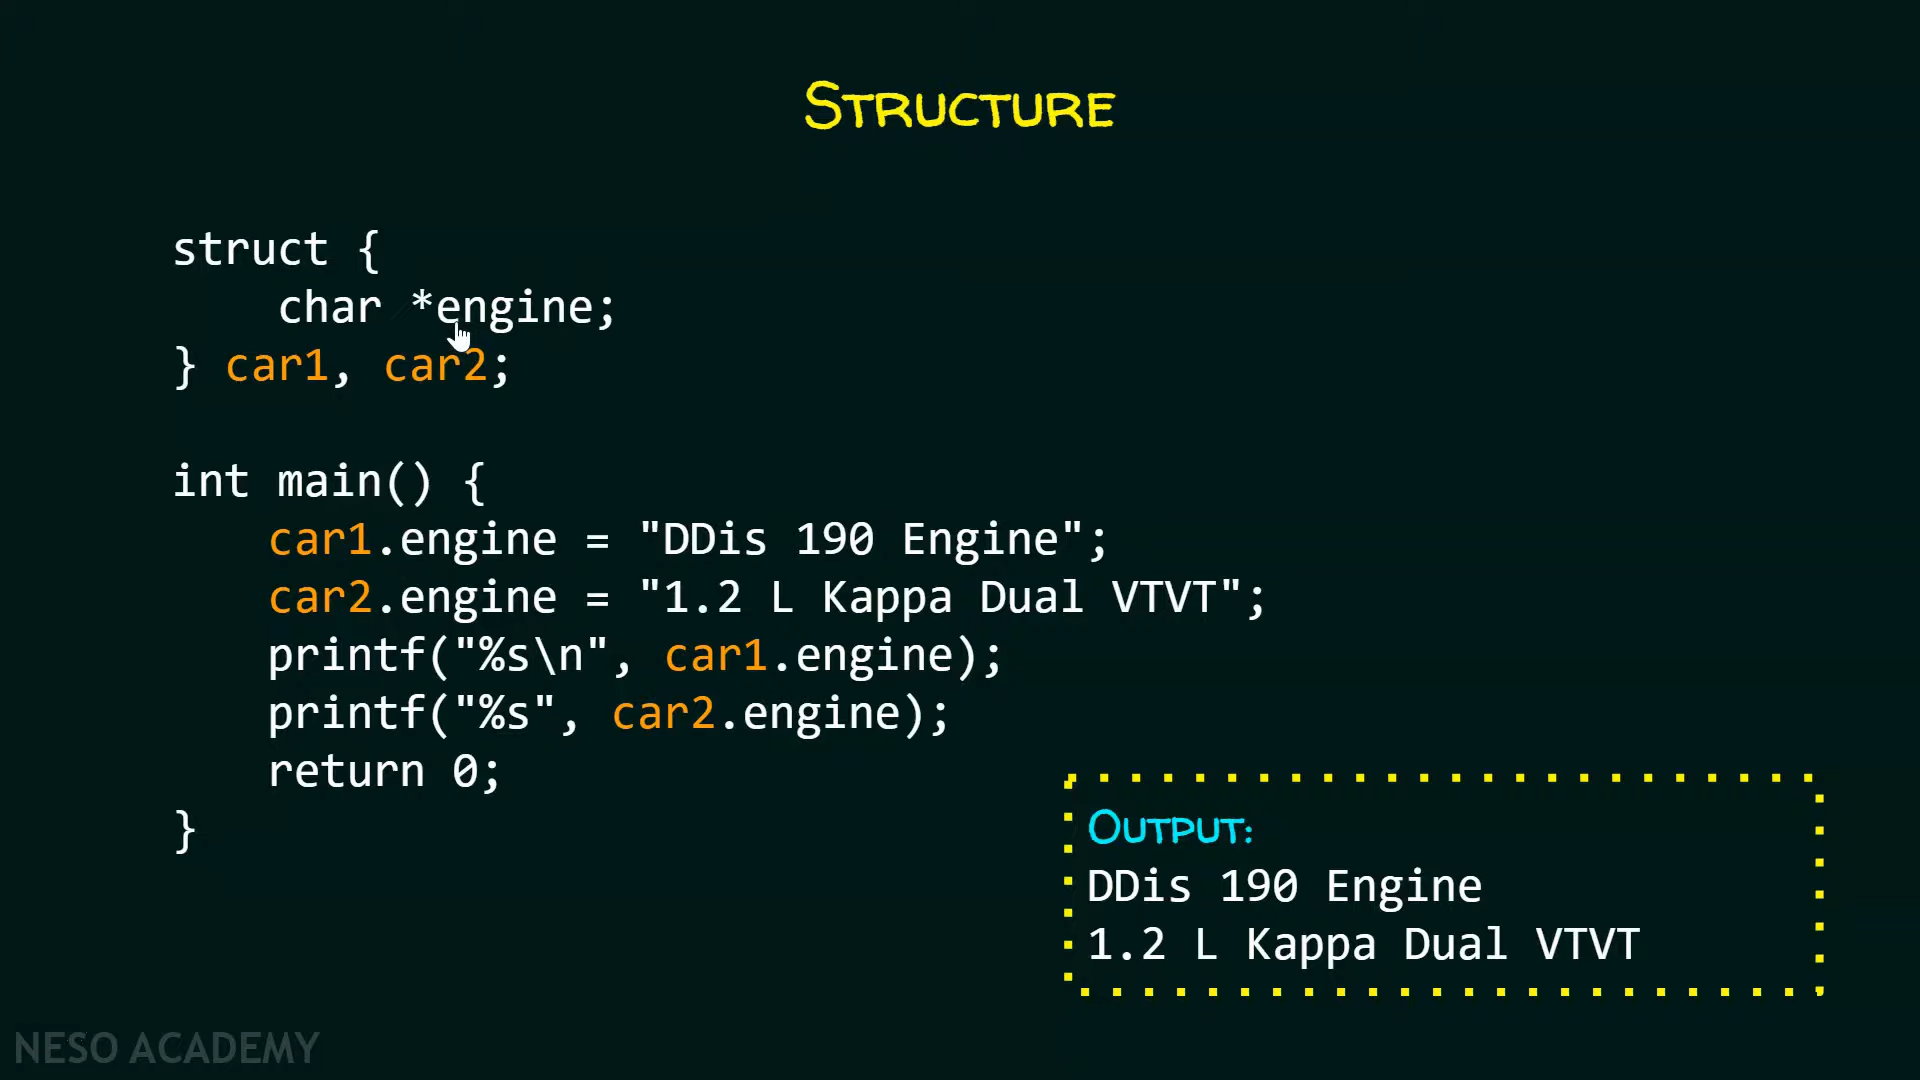 STRUCTURE
struct {
    char *engine;
} car1, car2;
int main() {
    car1.engine = "DDis 190 Engine";
    car2.engine = "1.2 L Kappa Dual VTVT";
    printf("%s\n", car1.engine);
    printf("%s", car2.engine);
    return 0;
}
OUTPUT:
DDis 190 Engine
1.2 L Kappa Dual VTVT
NESO ACADEMY